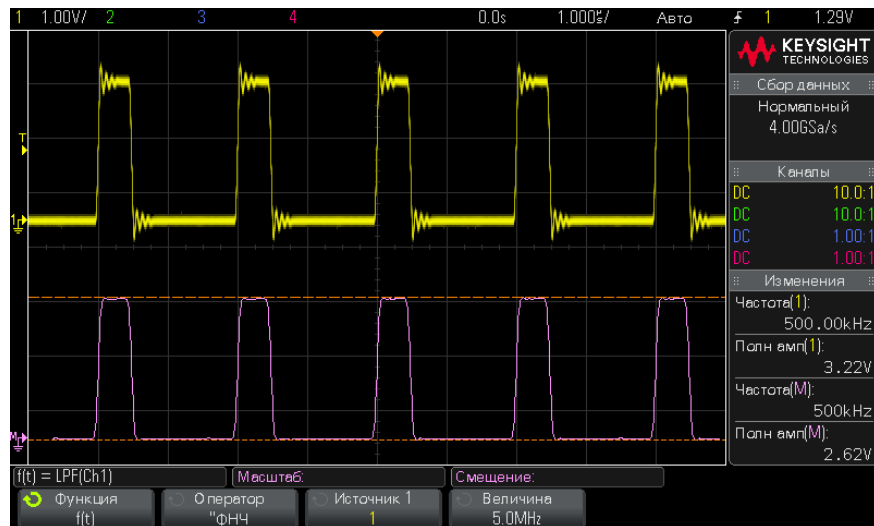 1 1.00V/ 2 3 4 0.0s 1.000㎲/ Авто 1 1.29V
KEYSIGHT
TECHNOLOGIES
Сбор данных
Нормальный
4.00GSa/s
Каналы
DC 10.0:1
DC 10.0:1
DC 1.00:1
DC 1.00:1
Изменения
Частота(1):
500.00kHz
Полн амп(1):
3.22V
Частота(M):
500kHz
Полн амп(M):
2.62V
T
1
M
f(t) = LPF(Ch1) Масштаб: Смещение:
Функция Оператор Источник 1 Величина
f(t) "ФНЧ 1 5.0MHz